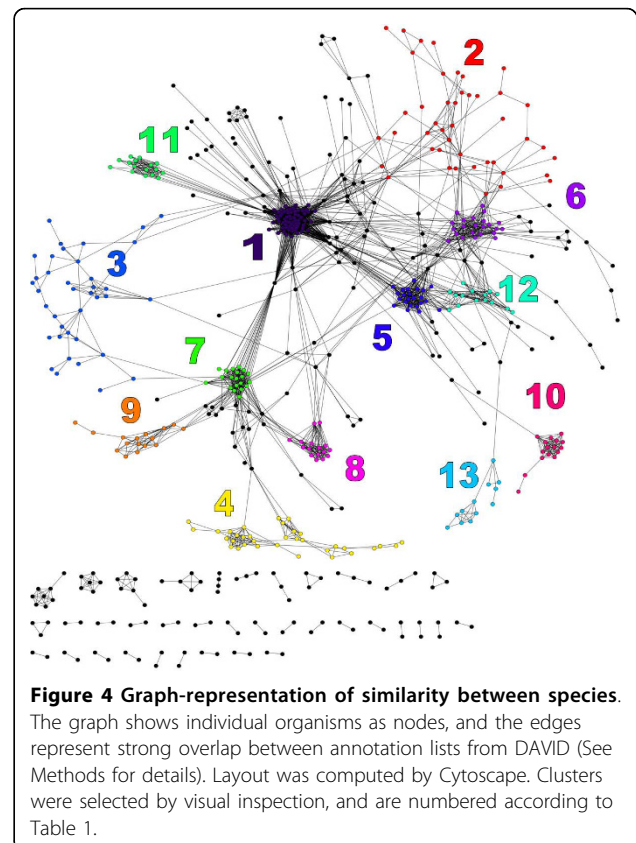 2
11
6
1
3
12
5
7
10
9
8
13
4
Figure 4 Graph-representation of similarity between species.
The graph shows individual organisms as nodes, and the edges
represent strong overlap between annotation lists from DAVID (See
Methods for details). Layout was computed by Cytoscape. Clusters
were selected by visual inspection, and are numbered according to
Table 1.